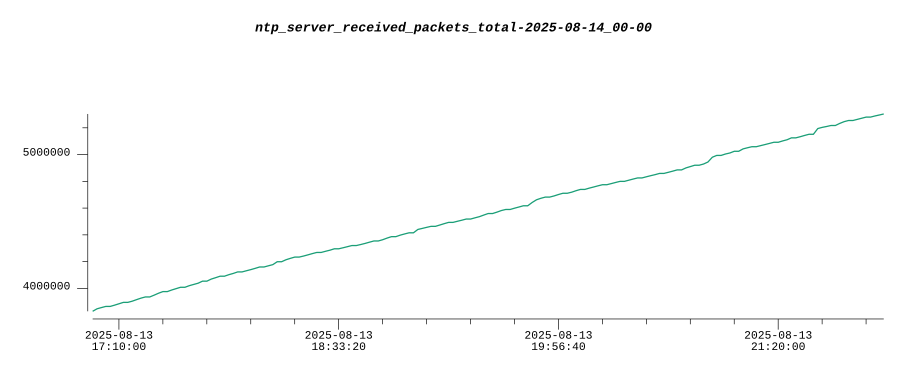 ntp_server_received_packets_total-2025-08-14_00-00
5000000
4000000
2025-08-13 2025-08-13 2025-08-13 2025-08-13
17:10:00 18:33:20 19:56:40 21:20:00